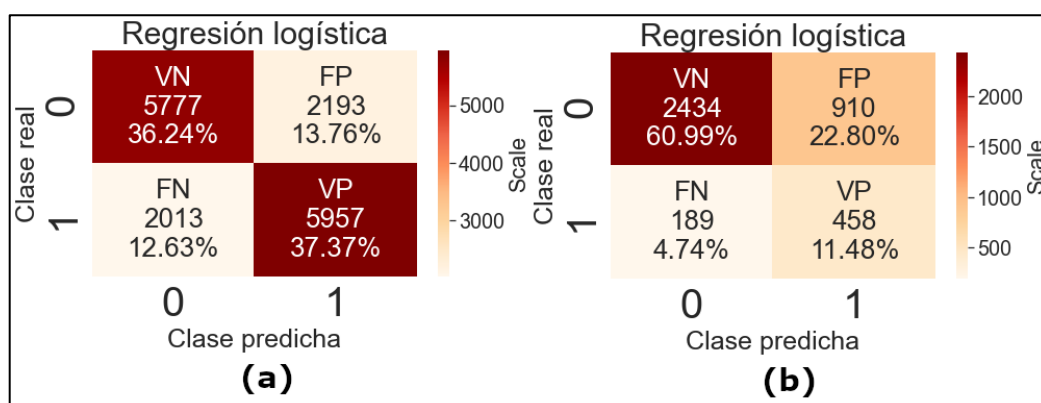 Regresión logística
Clase real
0
1
VN
5777
36.24%
FP
2193
13.76%
FN
2013
12.63%
VP
5957
37.37%
0
1
Clase predicha
5000
4000
3000
Scale
(a)
Regresión logística
Clase real
0
1
VN
2434
60.99%
FP
910
22.80%
FN
189
4.74%
VP
458
11.48%
0
1
Clase predicha
2000
1500
1000
500
Scale
(b)